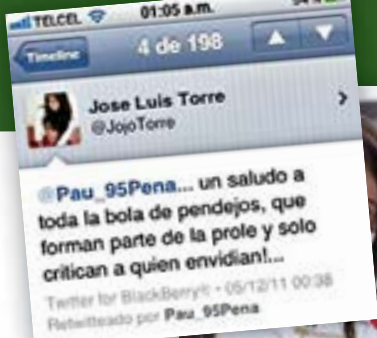 TELCEL 01:05 a.m.
Timeline 4 de 198
Jose Luis Torre
@JojoTorre
@Pau_95Pena... un saludo a
toda la bola de pendejos, que
forman parte de la prole y solo
critican a quien envidian!...
Twitter for BlackBerry® • 05/12/11 00:38
Retwitteado por Pau_95Pena